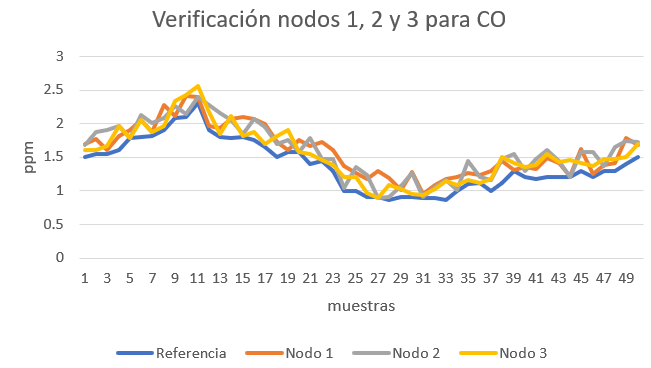 Verificación nodos 1, 2 y 3 para CO
3
2.5
2
1.5
1
0.5
0
ppm
1 3 5 7 9 11 13 15 17 19 21 23 25 27 29 31 33 35 37 39 41 43 45 47 49
muestras
Referencia Nodo 1 Nodo 2 Nodo 3